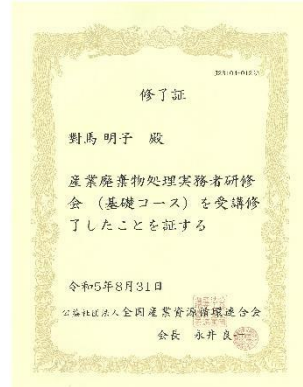 修了証
對馬 明子 殿
産業廃棄物処理実務者研修
会（基礎コース）を受講修
了したことを証する
令和5年8月31日
公益社団法人全国産業資源循環連合会
会長 永井 良一